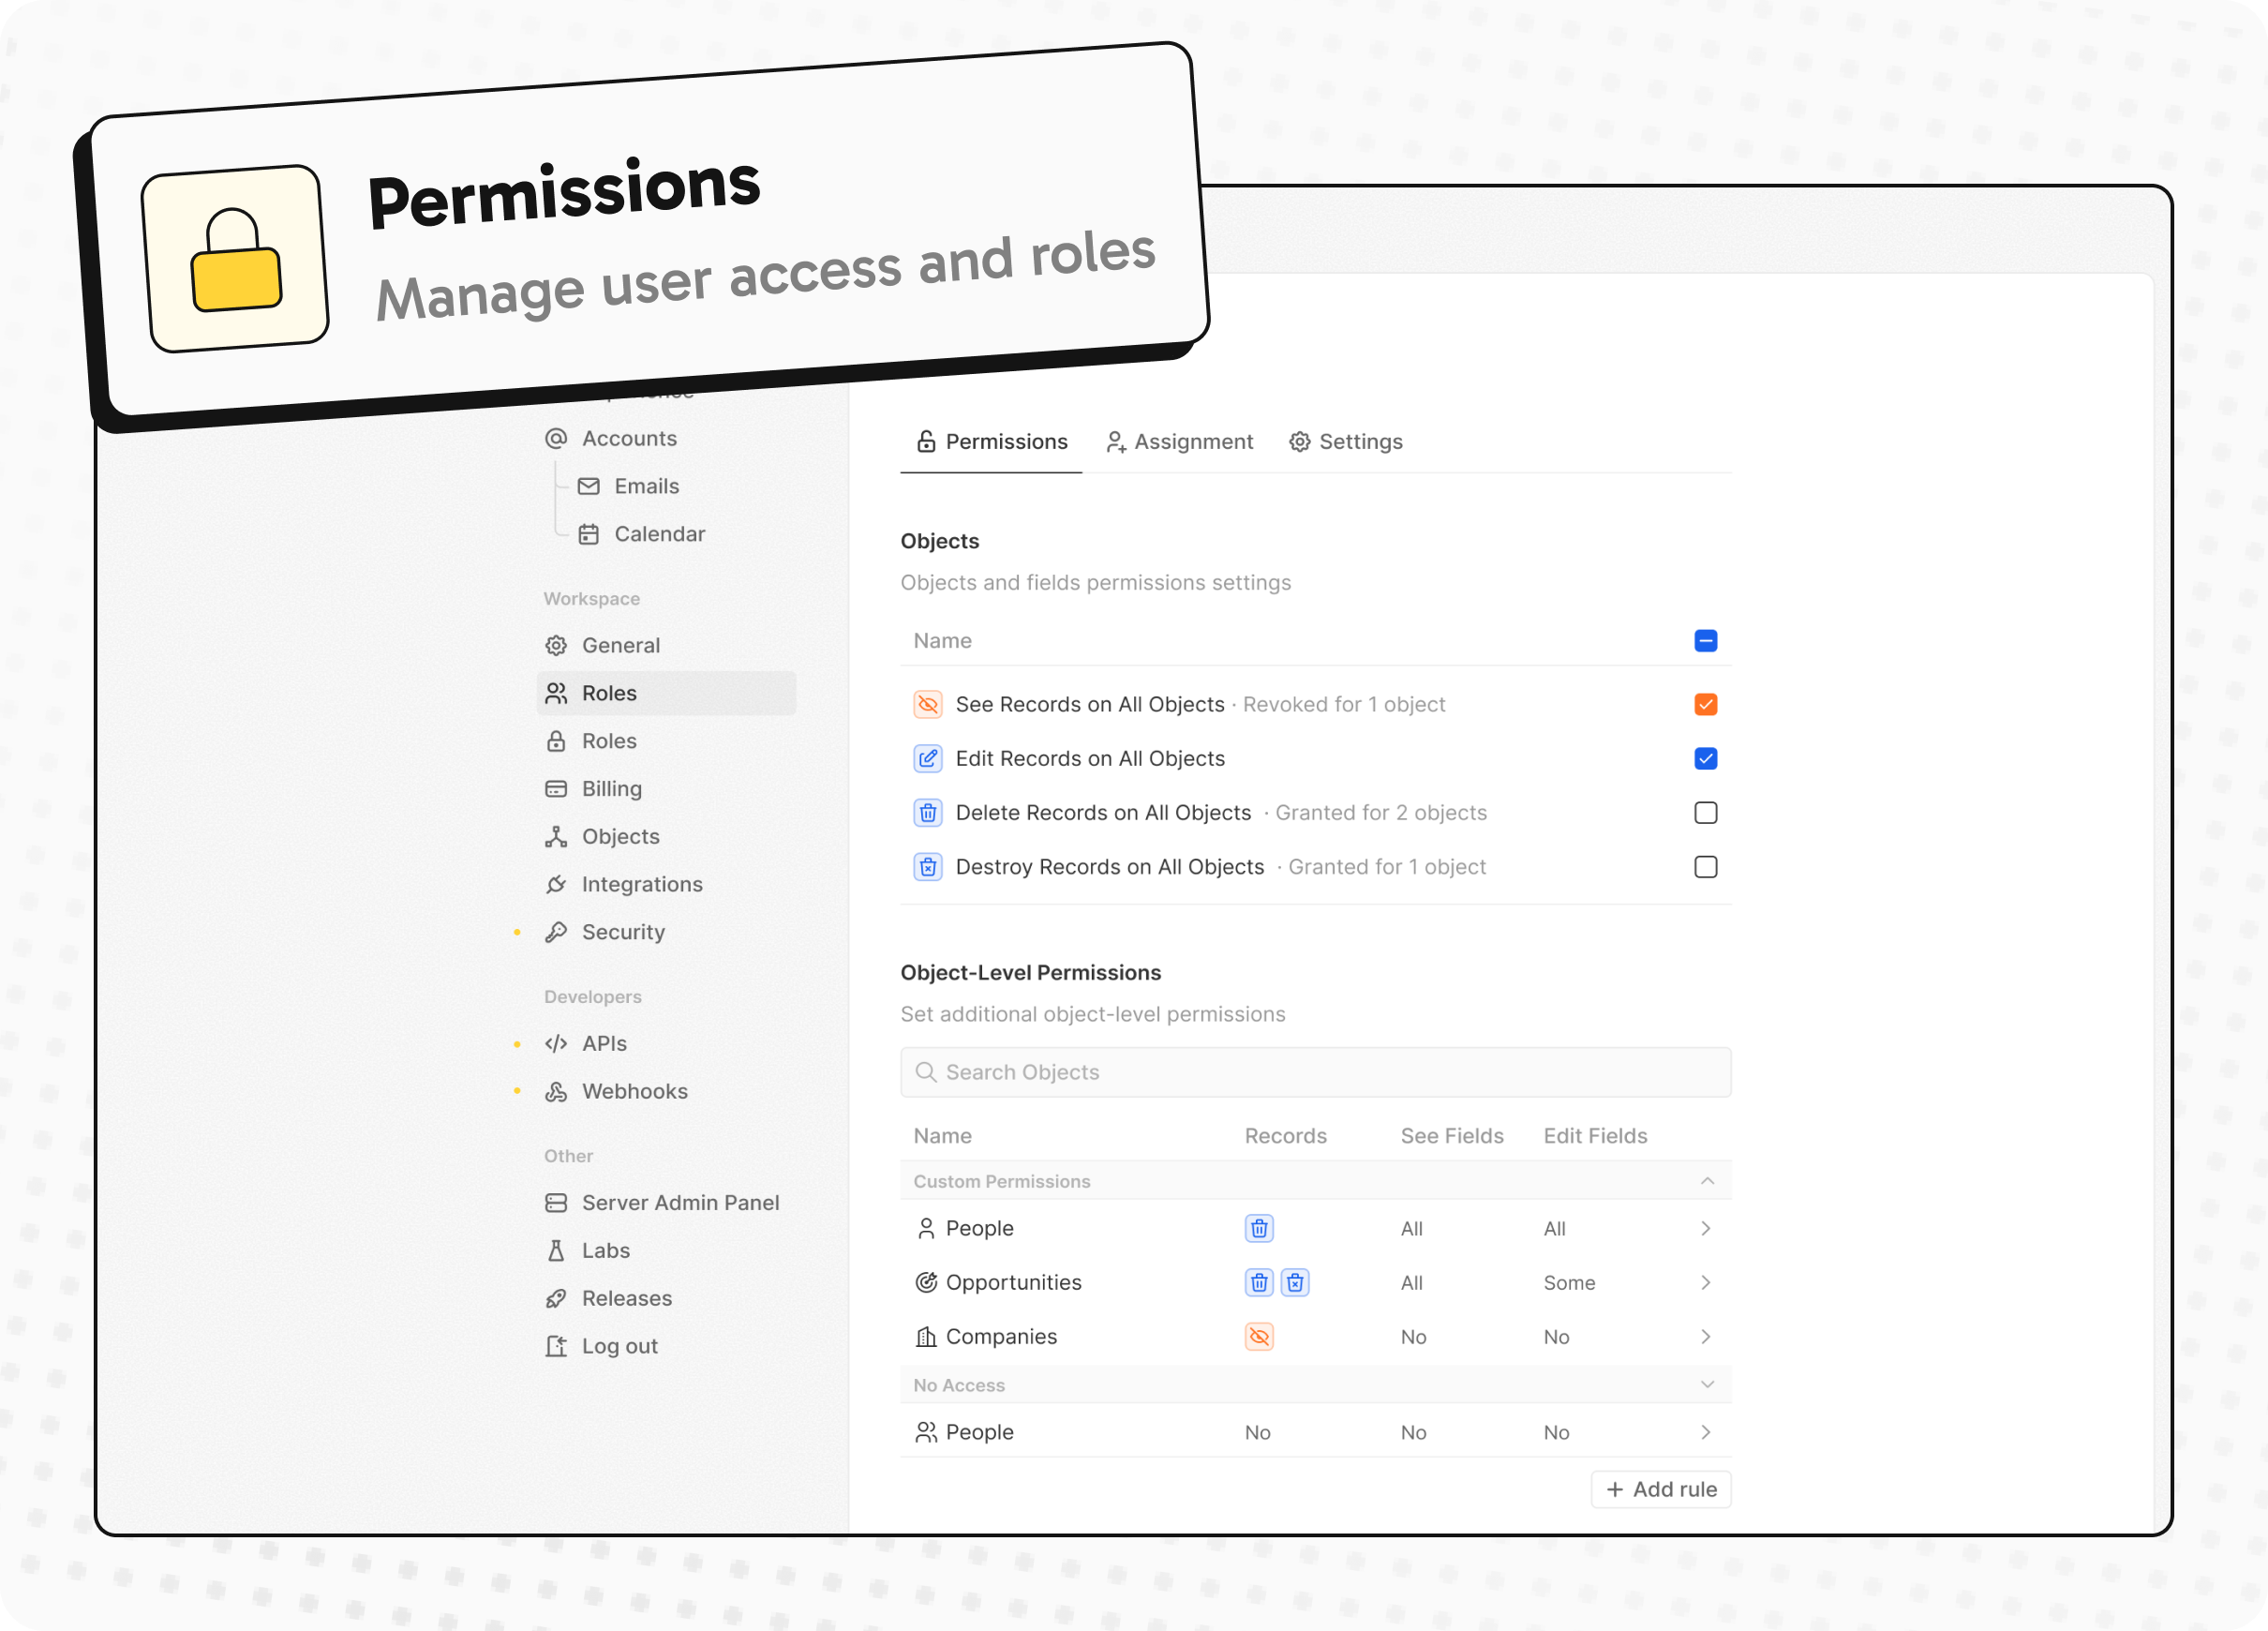 Permissions
Manage user access and roles
Accounts
Emails
Calendar
Workspace
General
Roles
Roles
Billing
Objects
Integrations
Security
Developers
APIs
Webhooks
Other
Server Admin Panel
Labs
Releases
Log out
Permissions Assignment Settings
Objects
Objects and fields permissions settings
Name
See Records on All Objects · Revoked for 1 object
Edit Records on All Objects
Delete Records on All Objects · Granted for 2 objects
Destroy Records on All Objects · Granted for 1 object
Object-Level Permissions
Set additional object-level permissions
Search Objects
Name Records See Fields Edit Fields
Custom Permissions
People All All
Opportunities All Some
Companies No No
No Access
People No No No
+ Add rule